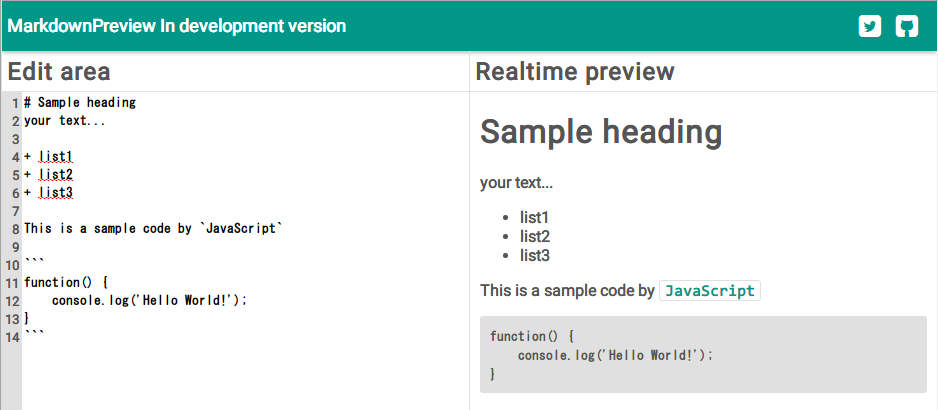 MarkdownPreview In development version
Edit area
1 # Sample heading
2 your text...
3
4 + list1
5 + list2
6 + list3
7
8 This is a sample code by `JavaScript`
9
10 ```
11 function() {
12     console.log('Hello World!');
13 }
14 ```
Realtime preview
Sample heading
your text...
• list1
• list2
• list3
This is a sample code by JavaScript
function() {
    console.log('Hello World!');
}